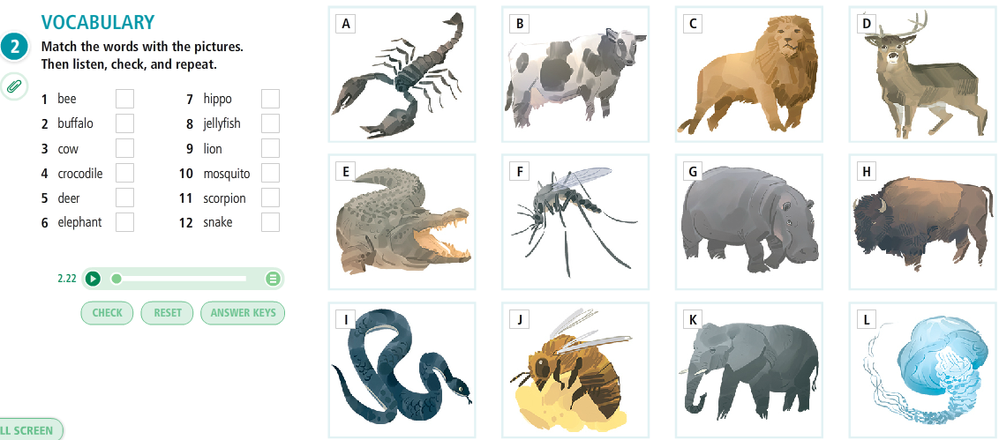 VOCABULARY
2
Match the words with the pictures.
Then listen, check, and repeat.
1 bee
2 buffalo
3 cow
4 crocodile
5 deer
6 elephant
7 hippo
8 jellyfish
9 lion
10 mosquito
11 scorpion
12 snake
2.22
CHECK
RESET
ANSWER KEYS
LL SCREEN
A
B
C
D
E
F
G
H
I
J
K
L